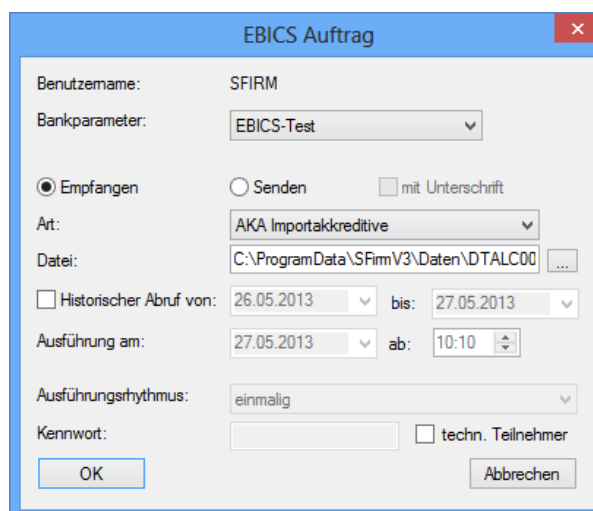 EBICS Auftrag
Benutzername: SFIRM
Bankparameter: EBICS-Test
Empfangen Senden mit Unterschrift
Art: AKA Importakkreditive
Datei: C:\ProgramData\SFirmV3\Daten\DTALC00 ...
Historischer Abruf von: 26.05.2013 bis: 27.05.2013
Ausführung am: 27.05.2013 ab: 10:10
Ausführungsrhythmus: einmalig
Kennwort: techn. Teilnehmer
OK Abbrechen